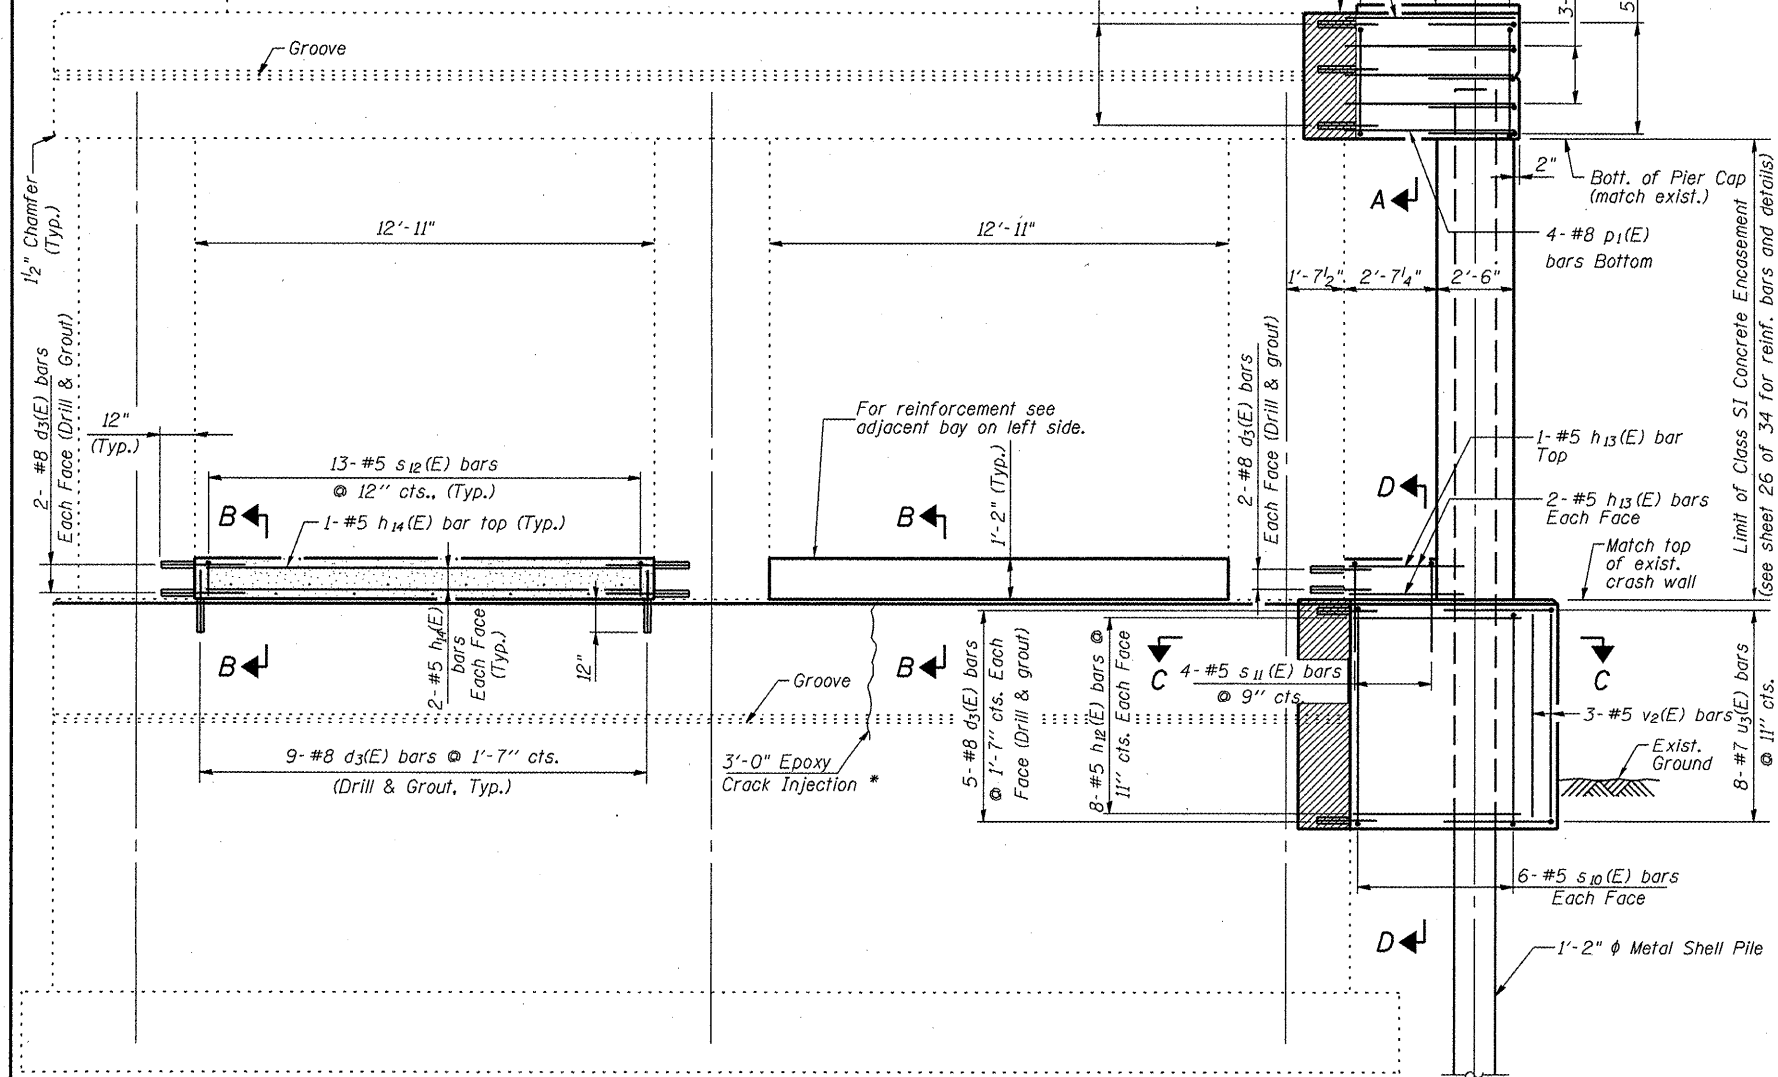 Groove
3-
5
1½" Chamfer
(Typ.)
12'-11"
12'-11"
2"
A
Bott. of Pier Cap
(match exist.)
4- #8 p1(E)
bars Bottom
1'-7½"
2'-7¼"
2'-6"
Limit of Class SI Concrete Encasement
(see sheet 26 of 34 for reinf. bars and details)
2- #8 d3(E) bars
Each Face (Drill & Grout)
12"
(Typ.)
13- #5 s12(E) bars
@ 12" cts., (Typ.)
B
1- #5 h14(E) bar top (Typ.)
For reinforcement see
adjacent bay on left side.
B
1'-2" (Typ.)
2- #8 d3(E) bars
Each Face (Drill & grout)
1- #5 h13(E) bar
Top
D
2- #5 h13(E) bars
Each Face
Match top
of exist.
crash wall
B
2- #5 h14(E)
bars
Each Face
(Typ.)
12"
B
Groove
C
4- #5 s11(E) bars
@ 9" cts.
C
3- #5 v2(E) bars
Exist.
Ground
9- #8 d3(E) bars @ 1'-7" cts.
(Drill & Grout, Typ.)
3'-0" Epoxy
Crack Injection *
5- #8 d3(E) bars
@ 1'-7" cts. Each
Face (Drill & grout)
8- #5 h12(E) bars @
11" cts. Each Face
8- #7 u3(E) bars
@ 11" cts.
6- #5 s10(E) bars
Each Face
D
1'-2" ϕ Metal Shell Pile